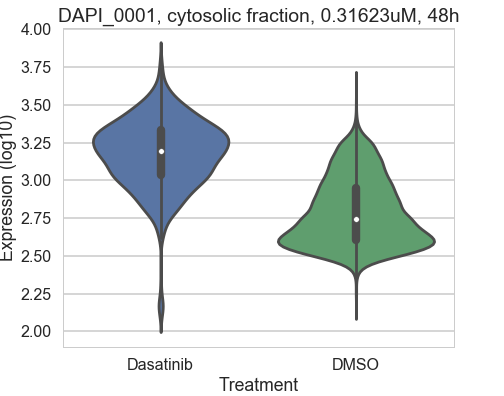 DAPI_0001, cytosolic fraction, 0.31623uM, 48h
Expression (log10)
4.00
3.75
3.50
3.25
3.00
2.75
2.50
2.25
2.00
Dasatinib DMSO
Treatment